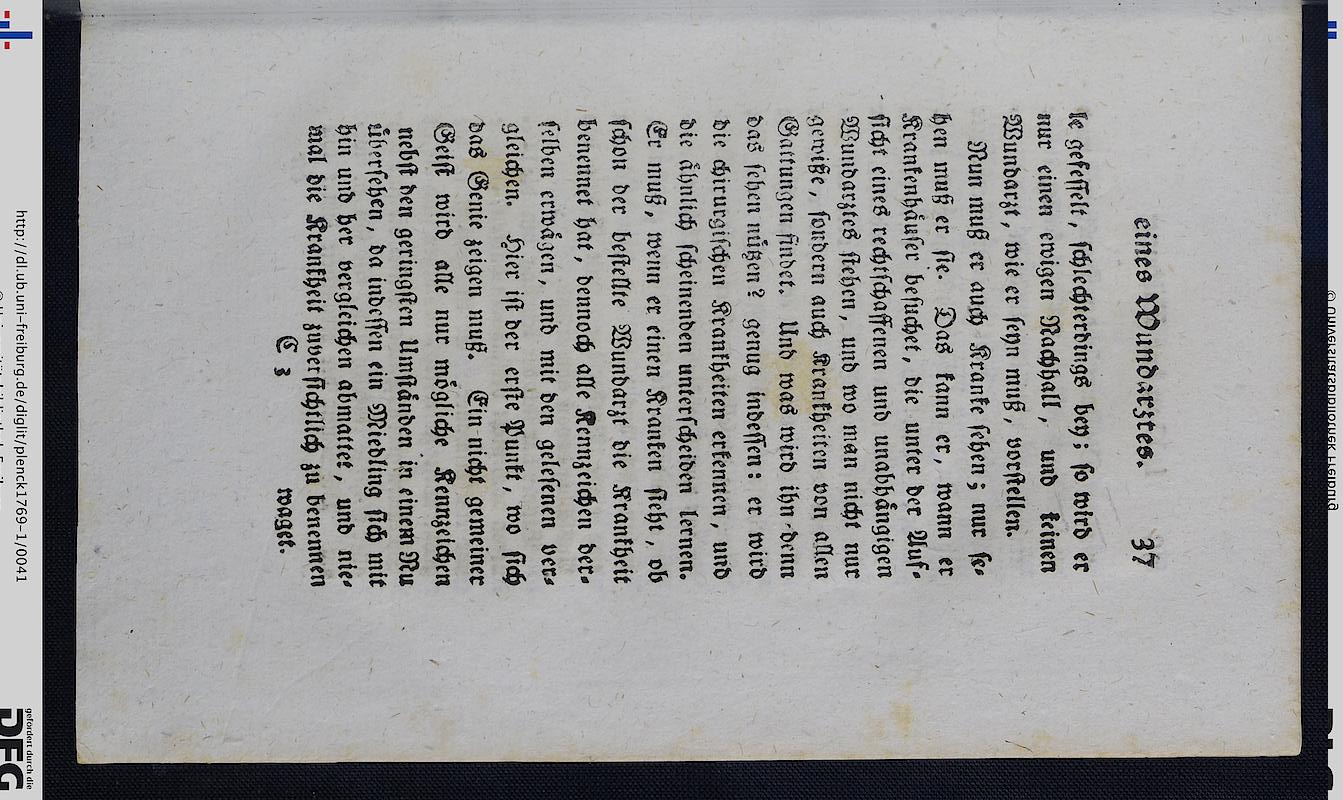 eines Wundarztes. 37
le gefesselt, schlechterdings bey; so wird er
nur einen ewigen Nachhall, und keinen
Wundarzt, wie er seyn muß, vorstellen.
Nun muß er auch Kranke sehen; nur se-
hen muß er sie. Das kann er, wann er
Krankenhäuser besuchet, die unter der Auf-
sicht eines rechtschaffenen und unabhängigen
Wundarztes stehen, und wo man nicht nur
gewiße, sondern auch Krankheiten von allen
Gattungen findet. Und was wird ihn denn
das sehen nützen? genug indessen: er wird
die chirurgischen Krankheiten erkennen, und
die ähnlich scheinenden unterscheiden lernen.
Er muß, wenn er einen Kranken sieht, ob
schon der bestellte Wundarzt die Krankheit
benennet hat, dennoch alle Kennzeichen der-
selben erwägen, und mit den gelesenen ver-
gleichen. Hier ist der erste Punkt, wo sich
das Genie zeigen muß. Ein nicht gemeiner
Geist wird alle nur mögliche Kennzeichen
nebst den geringsten Umständen in einem Nu
übersehen, da indessen ein Miedling sich mit
hin und her vergleichen abmattet, und nie-
mal die Krankheit zuversichtlich zu benennen
C 3 waget.
http://dl.ub.uni-freiburg.de/diglit/plenck1769-1/0041
gefördert durch die
DFG